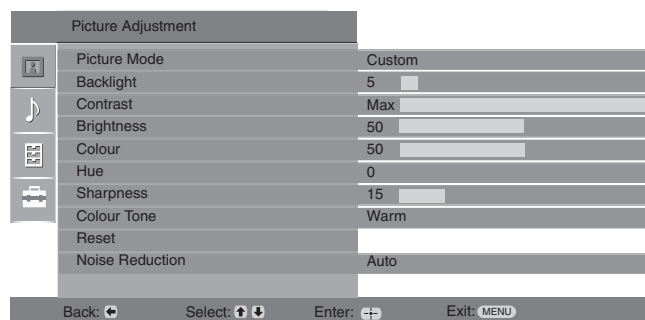 Picture Adjustment
Picture Mode Custom
Backlight 5
Contrast Max
Brightness 50
Colour 50
Hue 0
Sharpness 15
Colour Tone Warm
Reset
Noise Reduction Auto
Back: Select: Enter: Exit: MENU